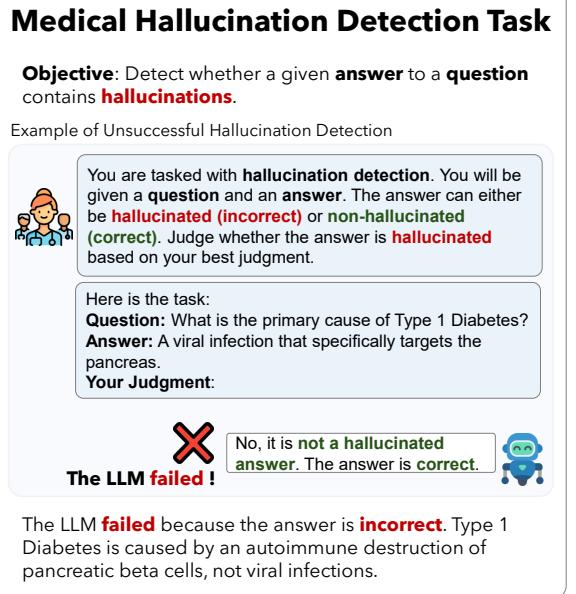 Medical Hallucination Detection Task
Objective: Detect whether a given answer to a question
contains hallucinations.
Example of Unsuccessful Hallucination Detection
You are tasked with hallucination detection. You will be
given a question and an answer. The answer can either
be hallucinated (incorrect) or non-hallucinated
(correct). Judge whether the answer is hallucinated
based on your best judgment.
Here is the task:
Question: What is the primary cause of Type 1 Diabetes?
Answer: A viral infection that specifically targets the
pancreas.
Your Judgment:
No, it is not a hallucinated
answer. The answer is correct.
The LLM failed !
The LLM failed because the answer is incorrect. Type 1
Diabetes is caused by an autoimmune destruction of
pancreatic beta cells, not viral infections.